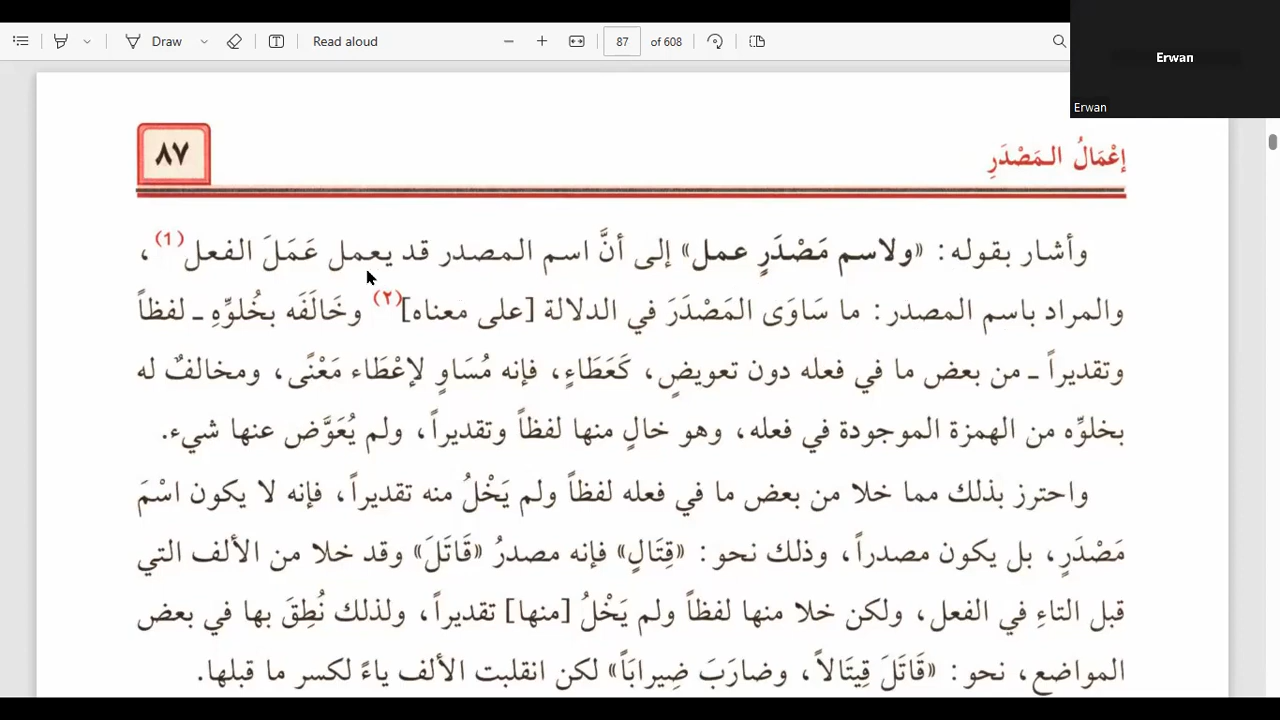 Draw
Read aloud
87
of 608
Erwan
Erwan
إعْمَالُ الـمَصْدَرِ
٨٧
وأشار بقوله: «ولاسم مَصْدَرٍ عمل» إلى أنَّ اسم المصدر قد يعمل عَمَلَ الفعل(١)،
والمراد باسم المصدر: ما سَاوَى المَصْدَرَ في الدلالة [على معناه](٢) وخَالَفَه بخُلوِّهِ ـ لفظاً
وتقديراً ـ من بعض ما في فعله دون تعويضٍ، كَعَطَاءٍ، فإنه مُسَاوٍ لإعْطَاء مَعْنًى، ومخالفٌ له
بخلوِّه من الهمزة الموجودة في فعله، وهو خالٍ منها لفظاً وتقديراً، ولم يُعَوَّض عنها شيء.
واحترز بذلك مما خلا من بعض ما في فعله لفظاً ولم يَخْلُ منه تقديراً، فإنه لا يكون اسْمَ
مَصْدَرٍ، بل يكون مصدراً، وذلك نحو: «قِتَالٍ» فإنه مصدرُ «قَاتَلَ» وقد خلا من الألف التي
قبل التاءِ في الفعل، ولكن خلا منها لفظاً ولم يَخْلُ [منها] تقديراً، ولذلك نُطِقَ بها في بعض
المواضع، نحو: «قَاتَلَ قِيتَالاً، وضارَبَ ضِيرابَاً» لكن انقلبت الألف ياءً لكسر ما قبلها.